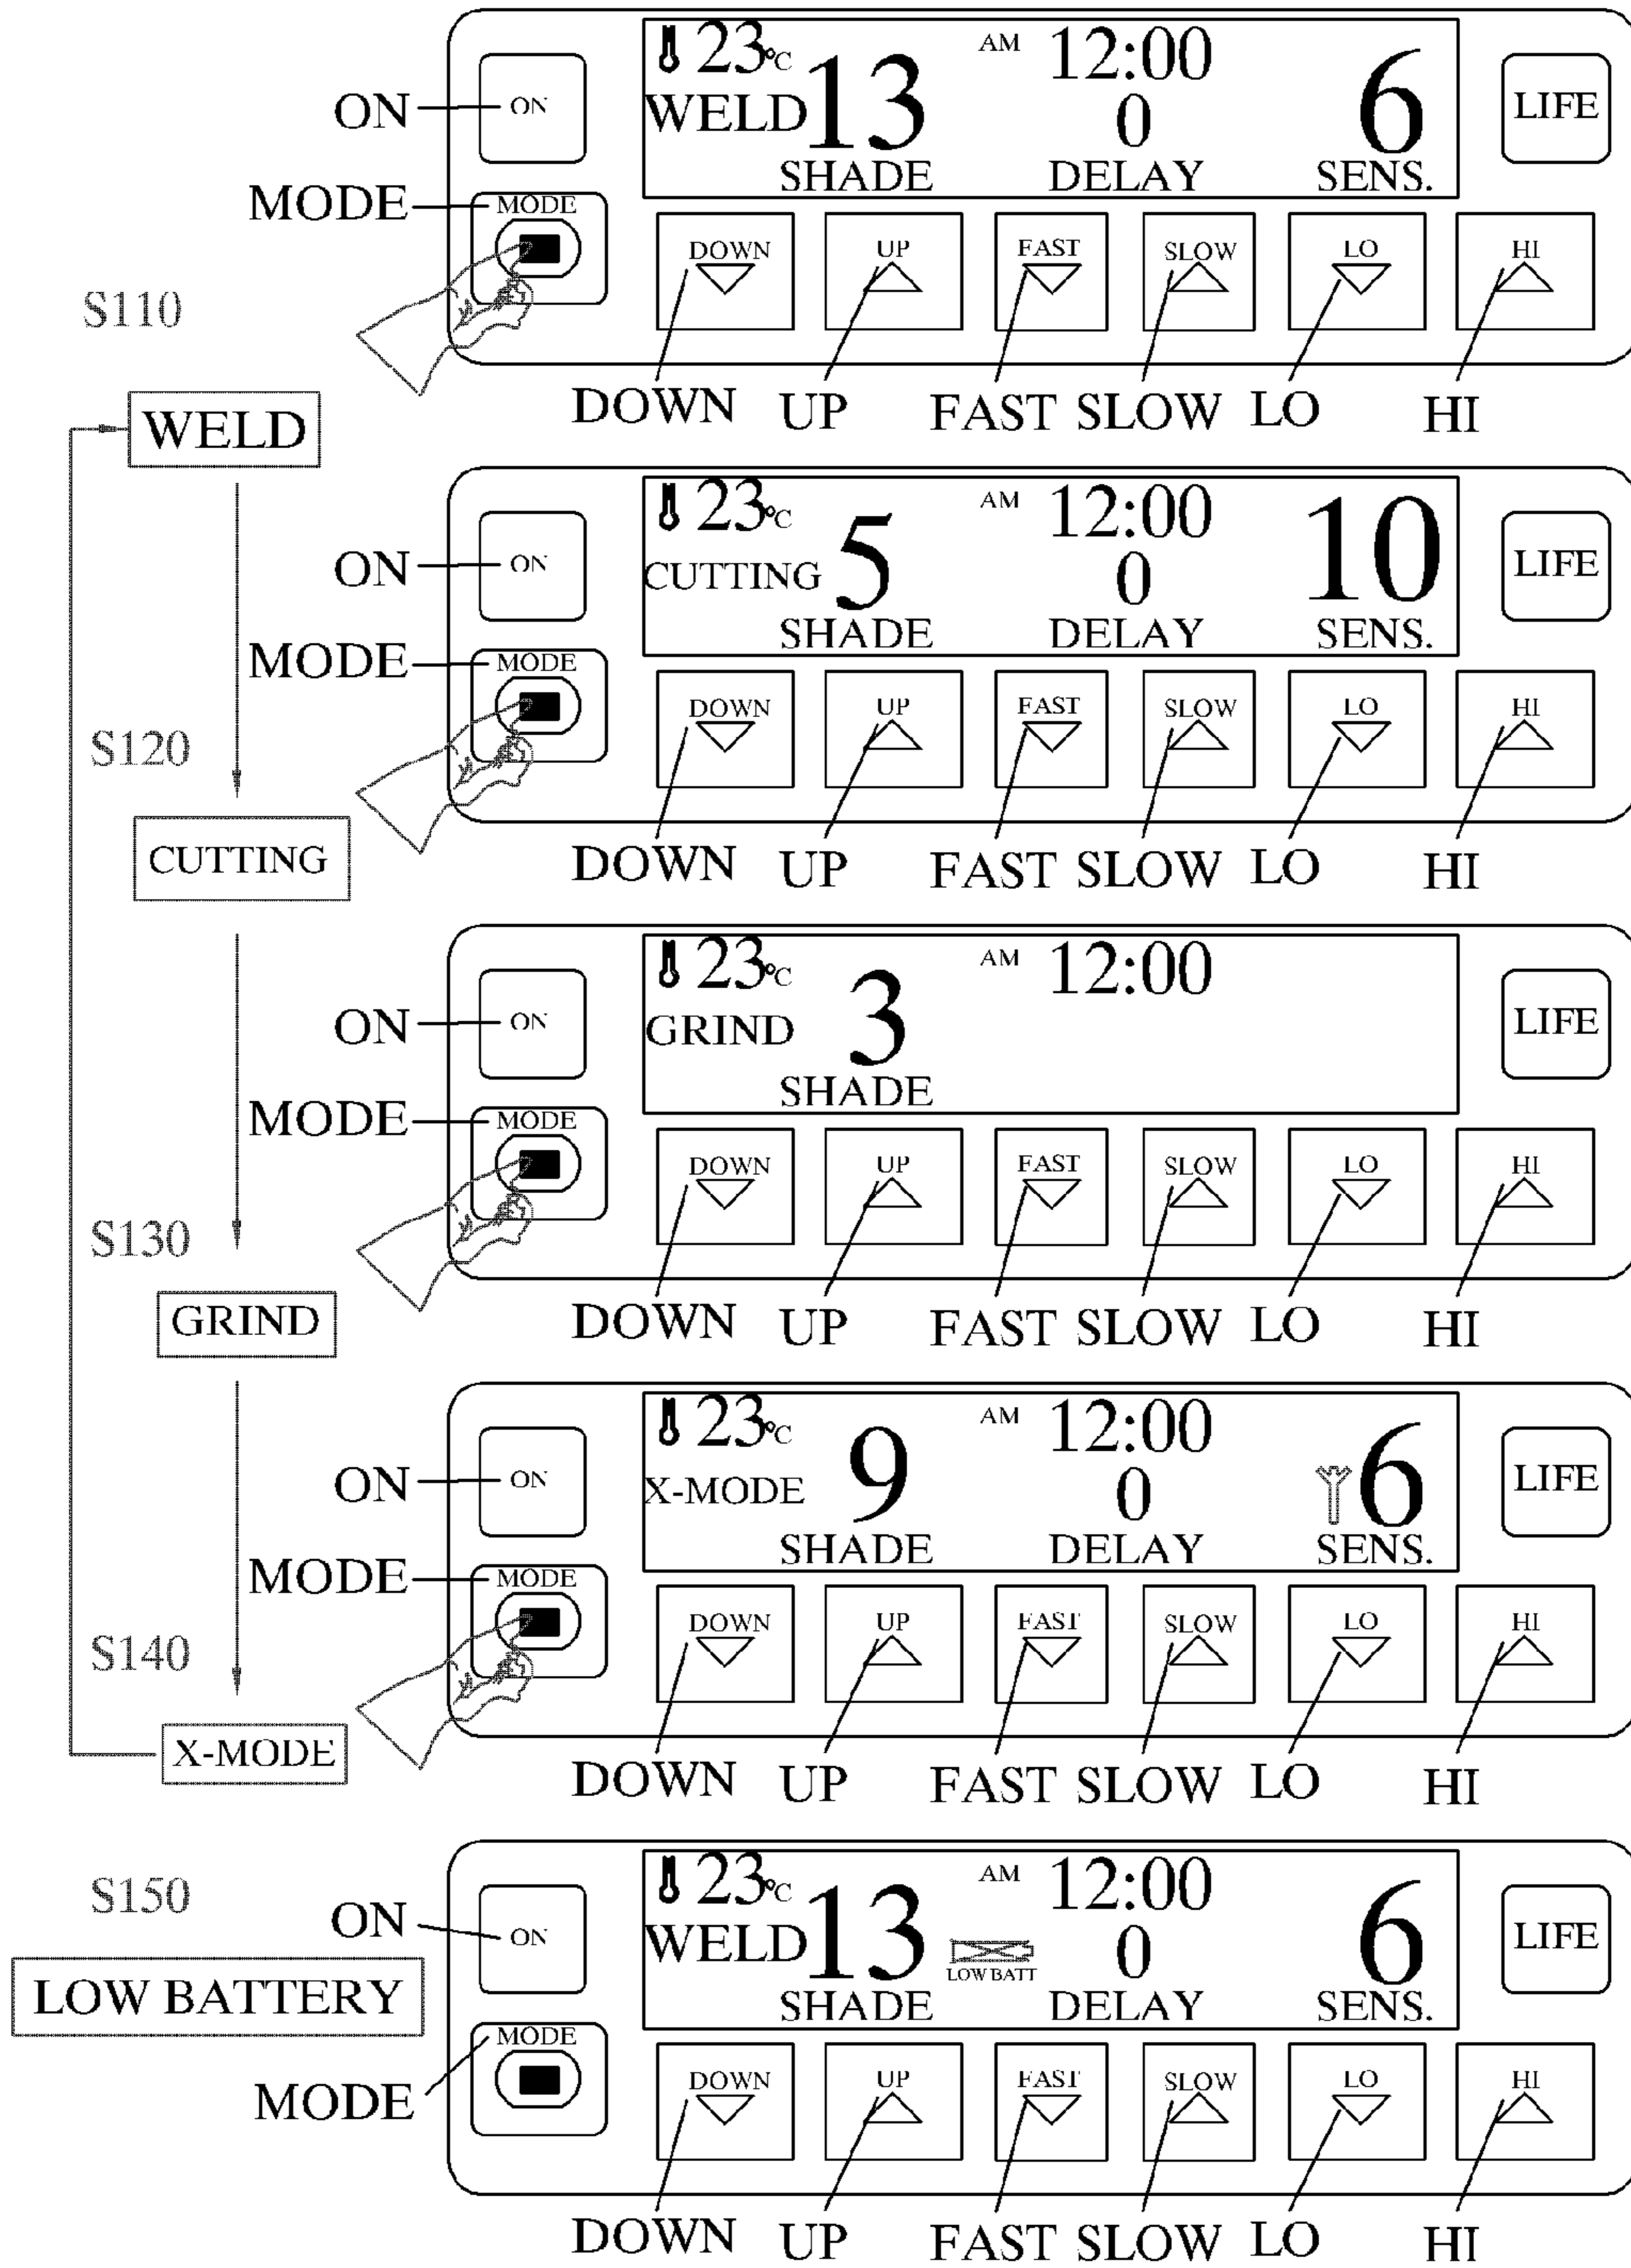 23°C AM 12:00
ON ON WELD 13 0 6 LIFE
SHADE DELAY SENS.
MODE MODE
DOWN UP FAST SLOW LO HI
S110
DOWN UP FAST SLOW LO HI
WELD
23°C AM 12:00
ON ON CUTTING 5 0 10 LIFE
SHADE DELAY SENS.
MODE MODE
DOWN UP FAST SLOW LO HI
S120
DOWN UP FAST SLOW LO HI
CUTTING
23°C AM 12:00
ON ON GRIND 3 LIFE
SHADE
MODE MODE
DOWN UP FAST SLOW LO HI
S130
DOWN UP FAST SLOW LO HI
GRIND
23°C AM 12:00
ON ON X-MODE 9 0 6 LIFE
SHADE DELAY SENS.
MODE MODE
DOWN UP FAST SLOW LO HI
S140
DOWN UP FAST SLOW LO HI
X-MODE
23°C AM 12:00
S150
ON ON WELD 13 LOW BATT 0 6 LIFE
SHADE DELAY SENS.
LOW BATTERY
MODE MODE
DOWN UP FAST SLOW LO HI
DOWN UP FAST SLOW LO HI